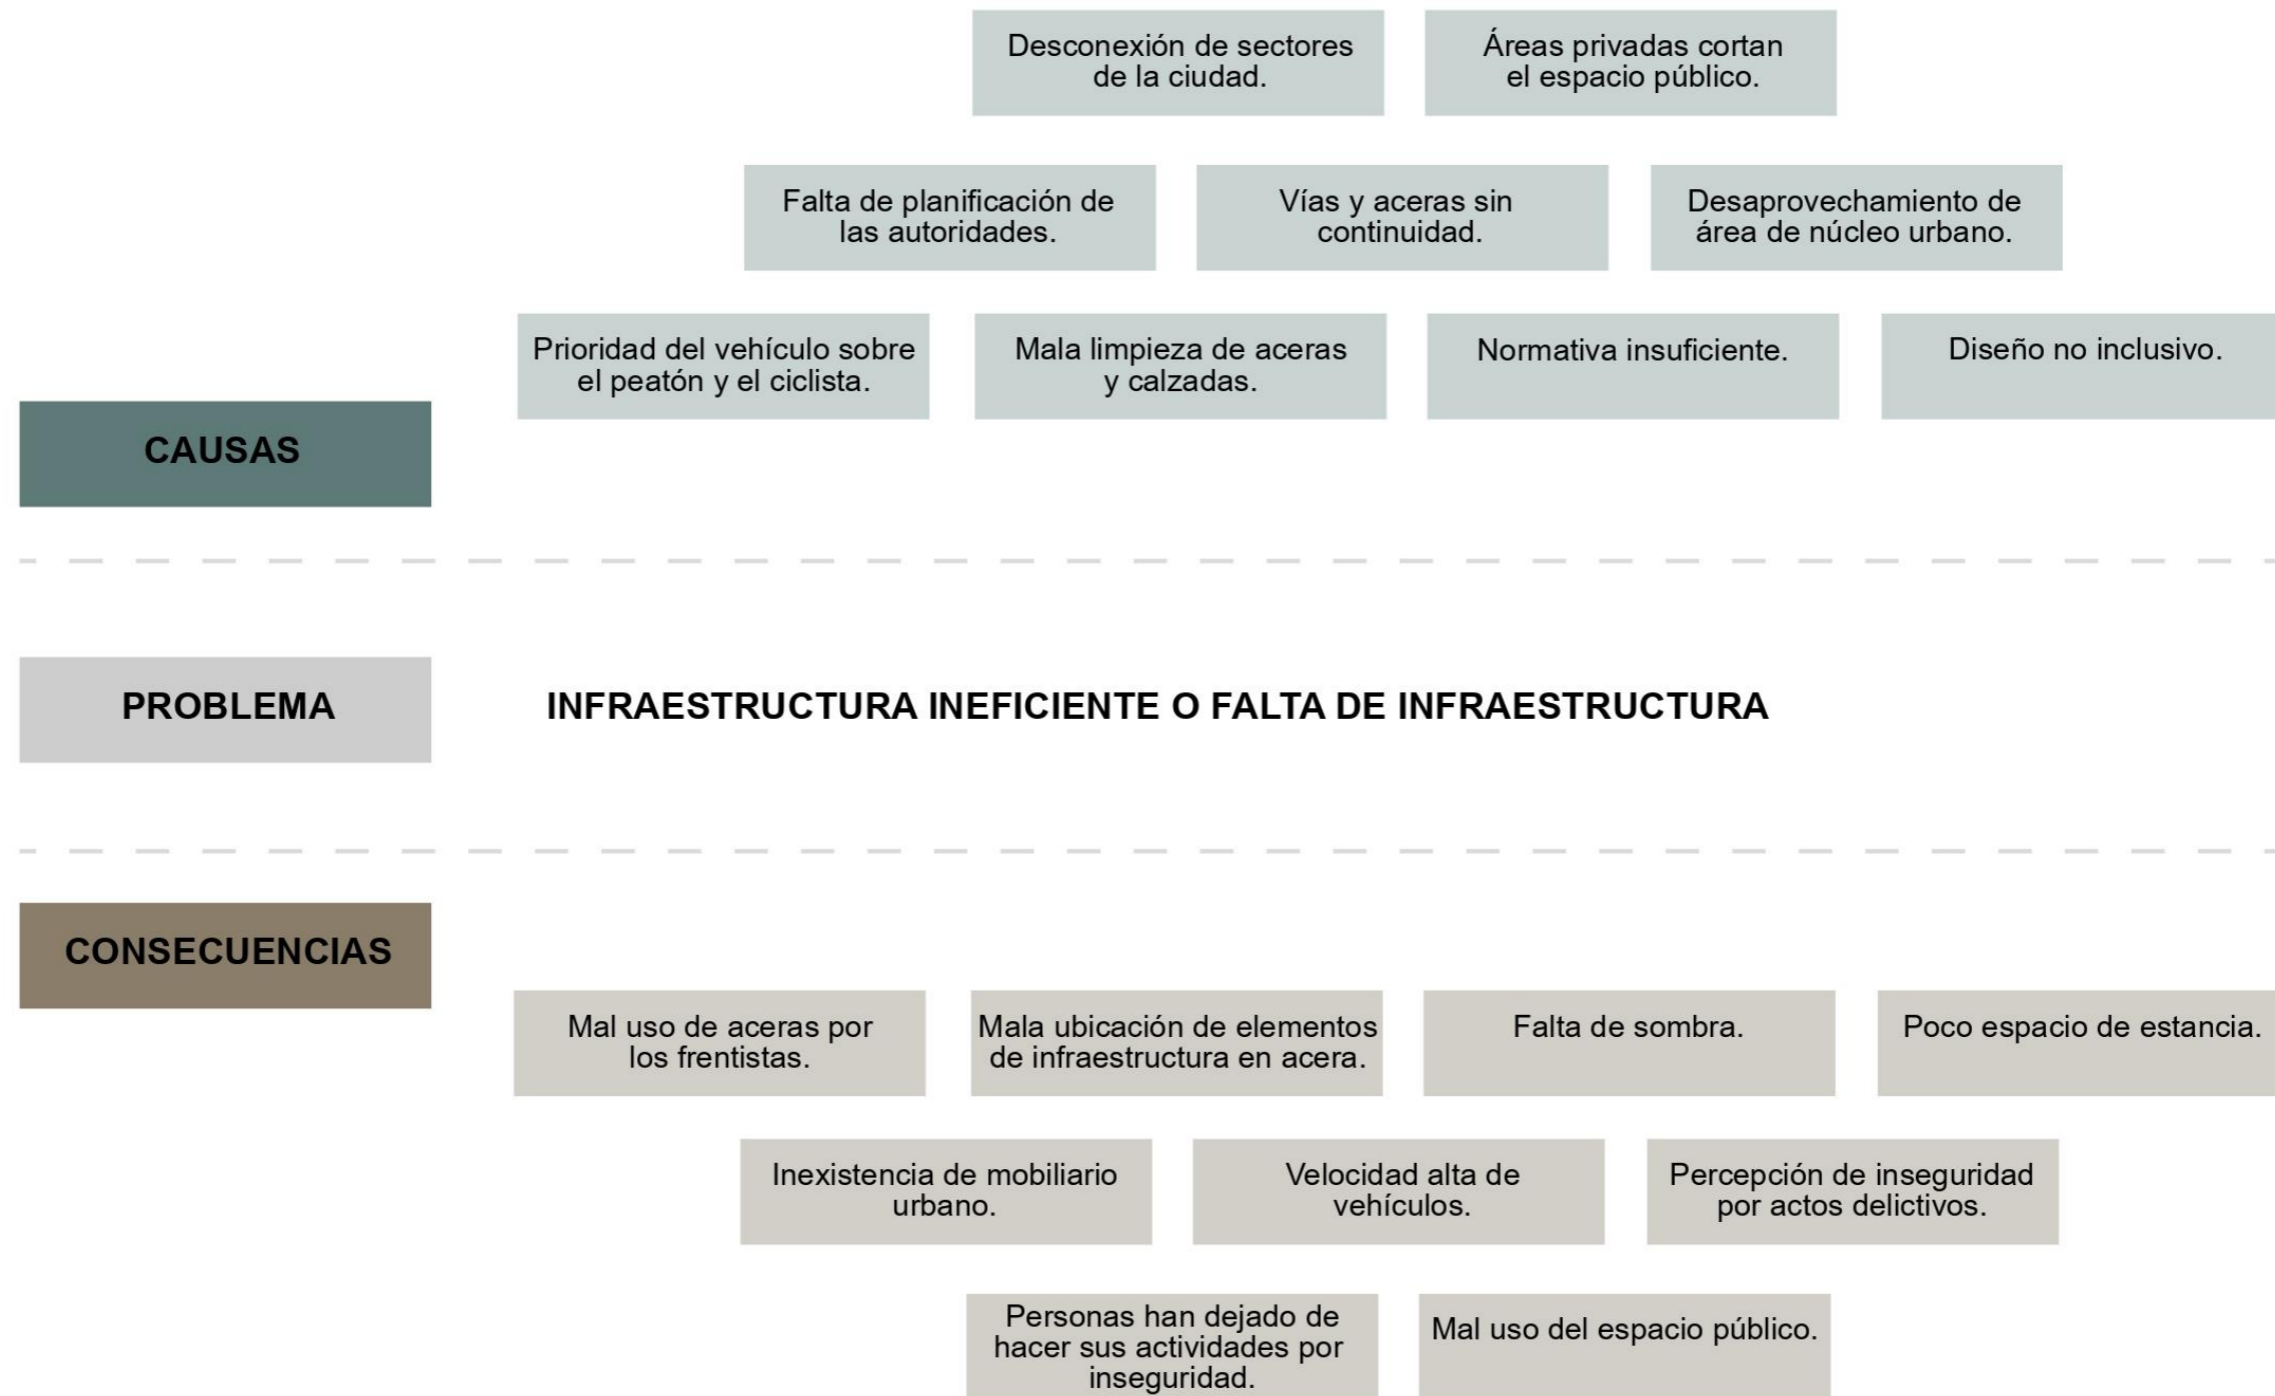 Desconexión de sectores
de la ciudad.
Áreas privadas cortan
el espacio público.
Falta de planificación de
las autoridades.
Vías y aceras sin
continuidad.
Desaprovechamiento de
área de núcleo urbano.
Prioridad del vehículo sobre
el peatón y el ciclista.
Mala limpieza de aceras
y calzadas.
Normativa insuficiente.
Diseño no inclusivo.
CAUSAS
PROBLEMA
INFRAESTRUCTURA INEFICIENTE O FALTA DE INFRAESTRUCTURA
CONSECUENCIAS
Mal uso de aceras por
los frentistas.
Mala ubicación de elementos
de infraestructura en acera.
Falta de sombra.
Poco espacio de estancia.
Inexistencia de mobiliario
urbano.
Velocidad alta de
vehículos.
Percepción de inseguridad
por actos delictivos.
Personas han dejado de
hacer sus actividades por
inseguridad.
Mal uso del espacio público.